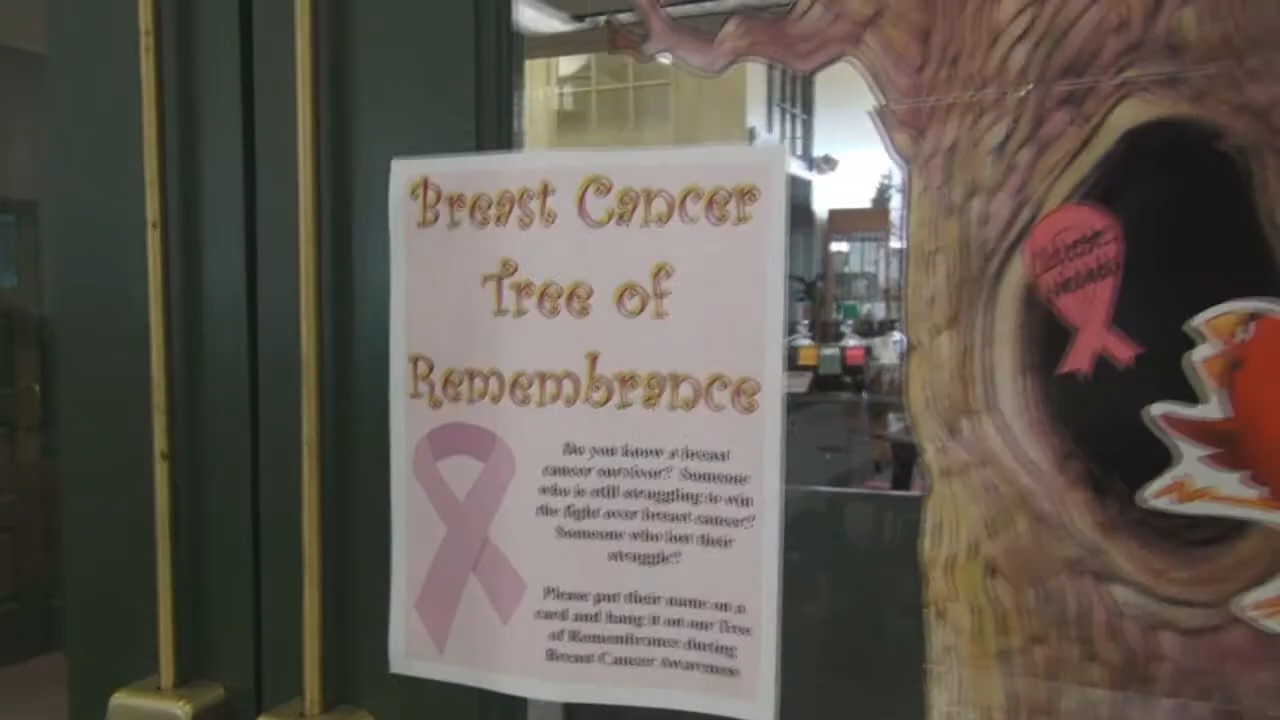 Breast Cancer
Tree of
Remembrance
Do you know a breast
cancer survivor? Someone
who is still struggling to win
the fight over breast cancer?
Someone who lost their
struggle?
Please put their name on a
card and hang it on our Tree
of Remembrance during
Breast Cancer Awareness